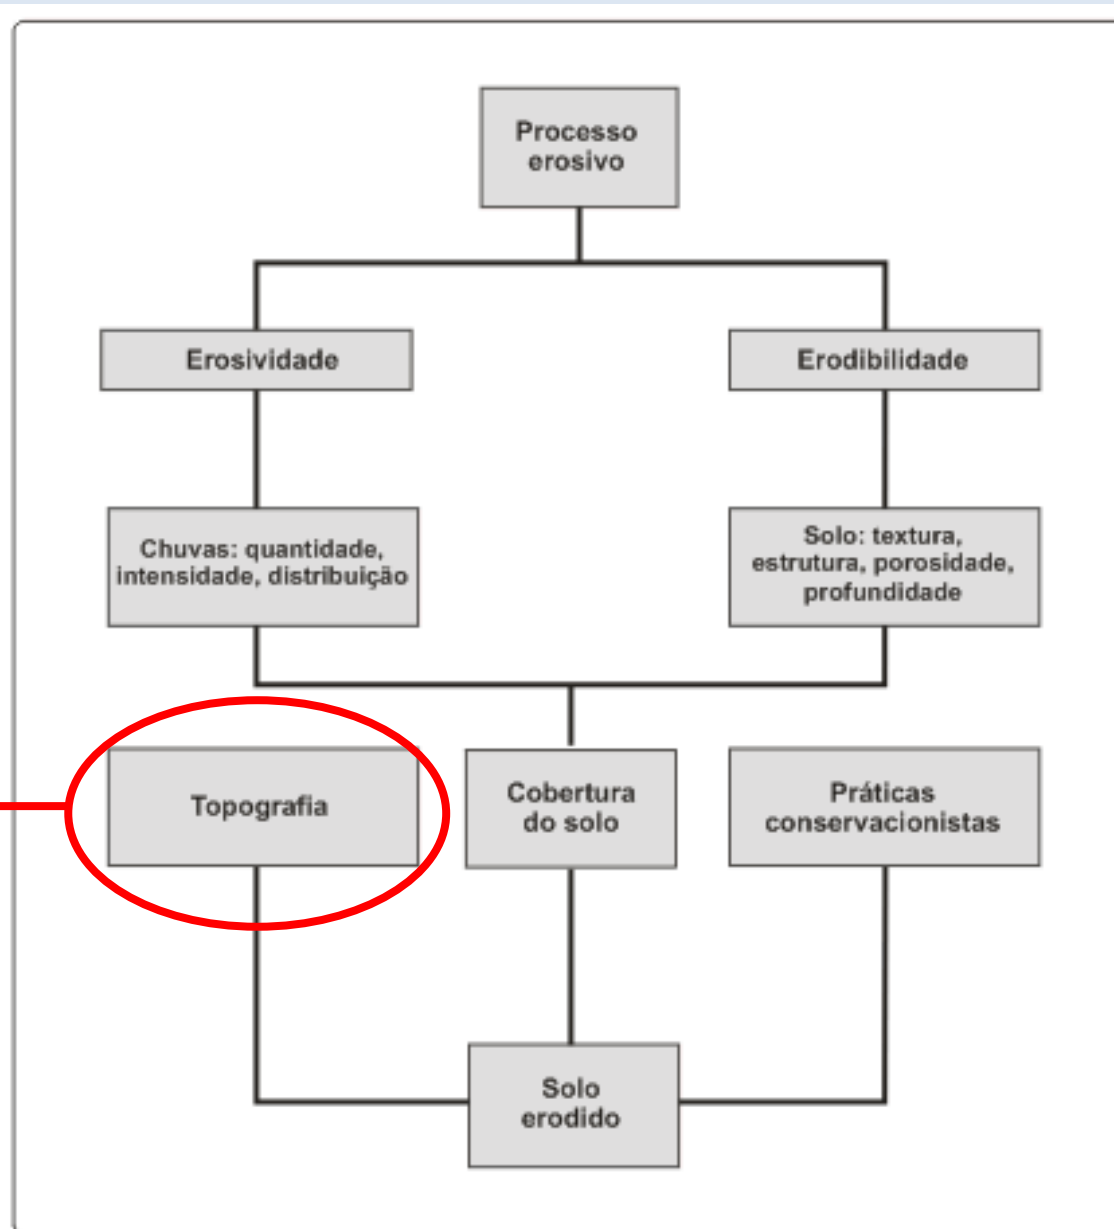 Processo
erosivo
Erosividade
Erodibilidade
Chuvas: quantidade,
intensidade, distribuição
Solo: textura,
estrutura, porosidade,
profundidade
Topografia
Cobertura
do solo
Práticas
conservacionistas
Solo
erodido